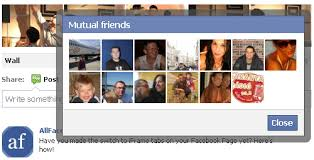 Mutual friends
Wall
Share:
Post
Write somethin
Close
AllFac
Have you made the switch to iFrame tabs on your Facebook Page yet? Here's
how!
af